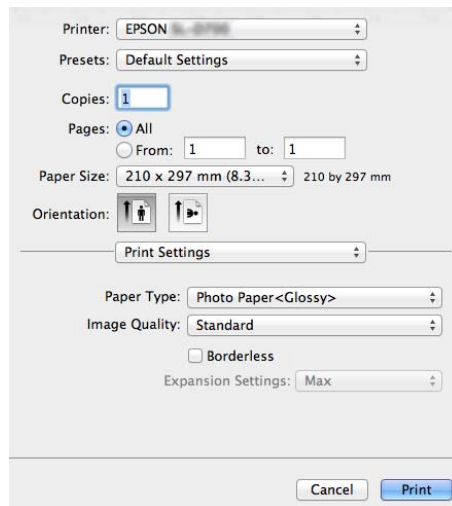 Printer: EPSON
Presets: Default Settings
Copies: 1
Pages: All
From: 1 to: 1
Paper Size: 210 x 297 mm (8.3... 210 by 297 mm
Orientation:
Print Settings
Paper Type: Photo Paper<Glossy>
Image Quality: Standard
Borderless
Expansion Settings: Max
Cancel Print